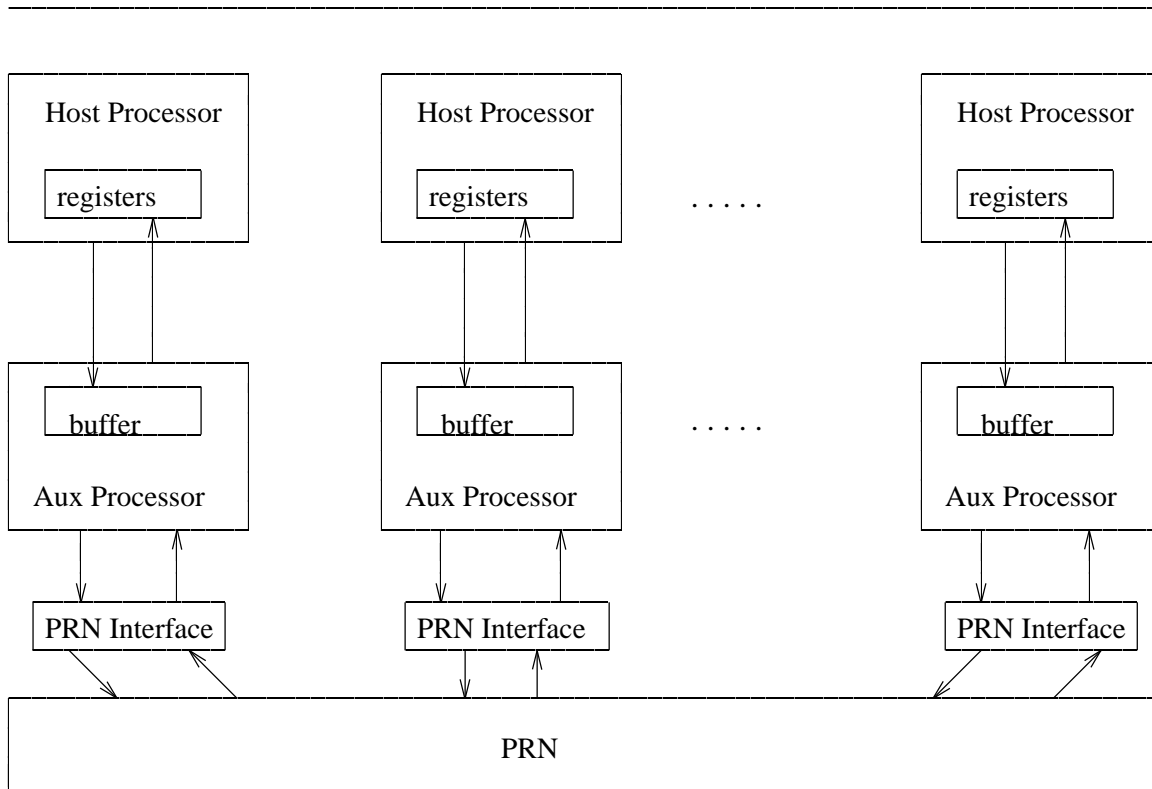 Host Processor Host Processor Host Processor
registers registers . . . . . registers
buffer buffer . . . . . buffer
Aux Processor Aux Processor Aux Processor
PRN Interface PRN Interface PRN Interface
PRN